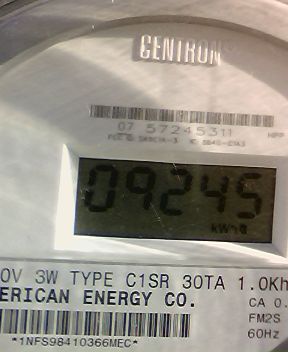 CENTRON®
07 57245311
09245
kWh
0V 3W TYPE C1SR 30TA 1.0Kh
ERICAN ENERGY CO.
CA 0.
FM2S
60Hz
*1NFS98410366MEC*